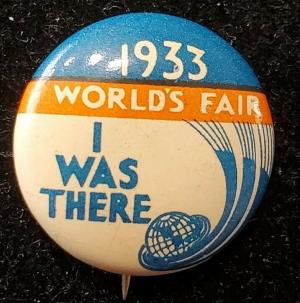 1933
WORLD'S FAIR
I
WAS
THERE